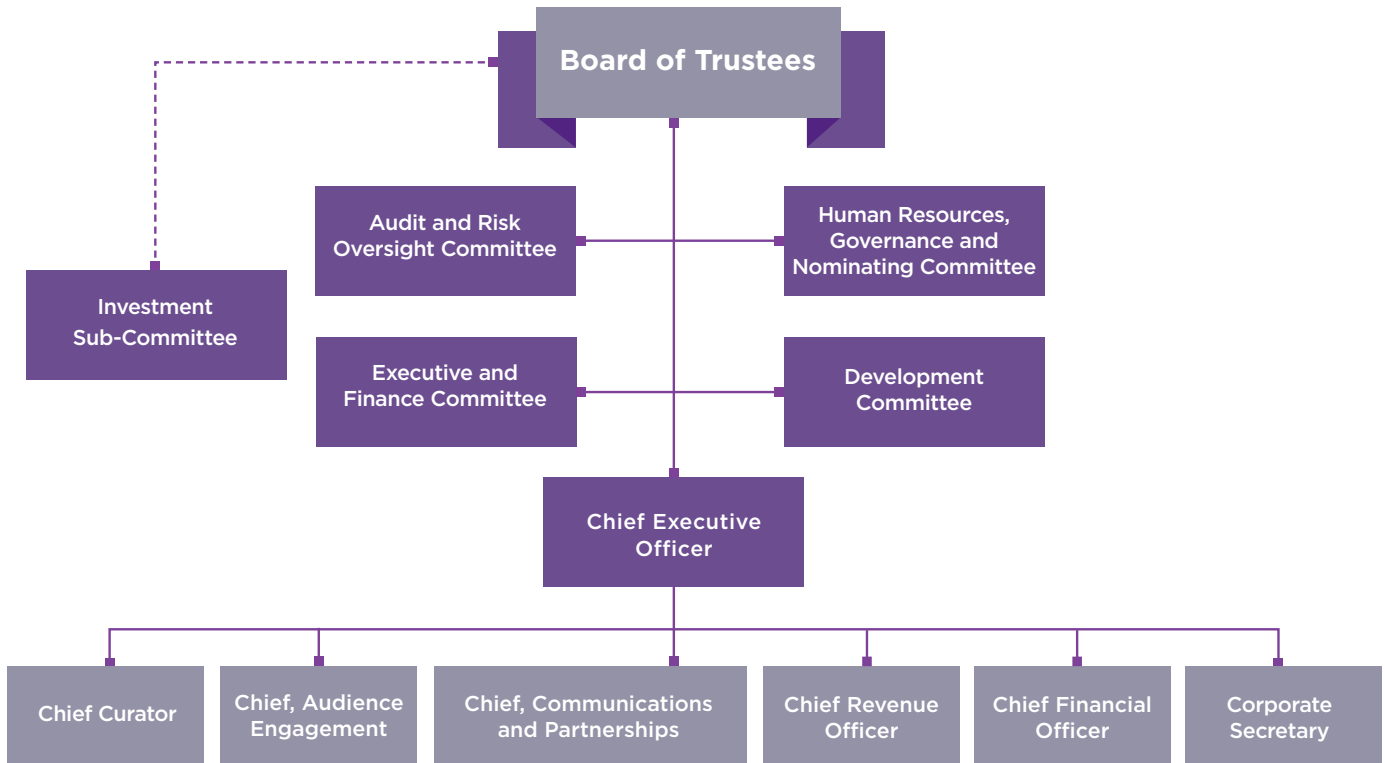 Board of Trustees
Audit and Risk
Oversight Committee
Human Resources,
Governance and
Nominating Committee
Investment
Sub-Committee
Executive and
Finance Committee
Development
Committee
Chief Executive
Officer
Chief Curator
Chief, Audience
Engagement
Chief, Communications
and Partnerships
Chief Revenue
Officer
Chief Financial
Officer
Corporate
Secretary